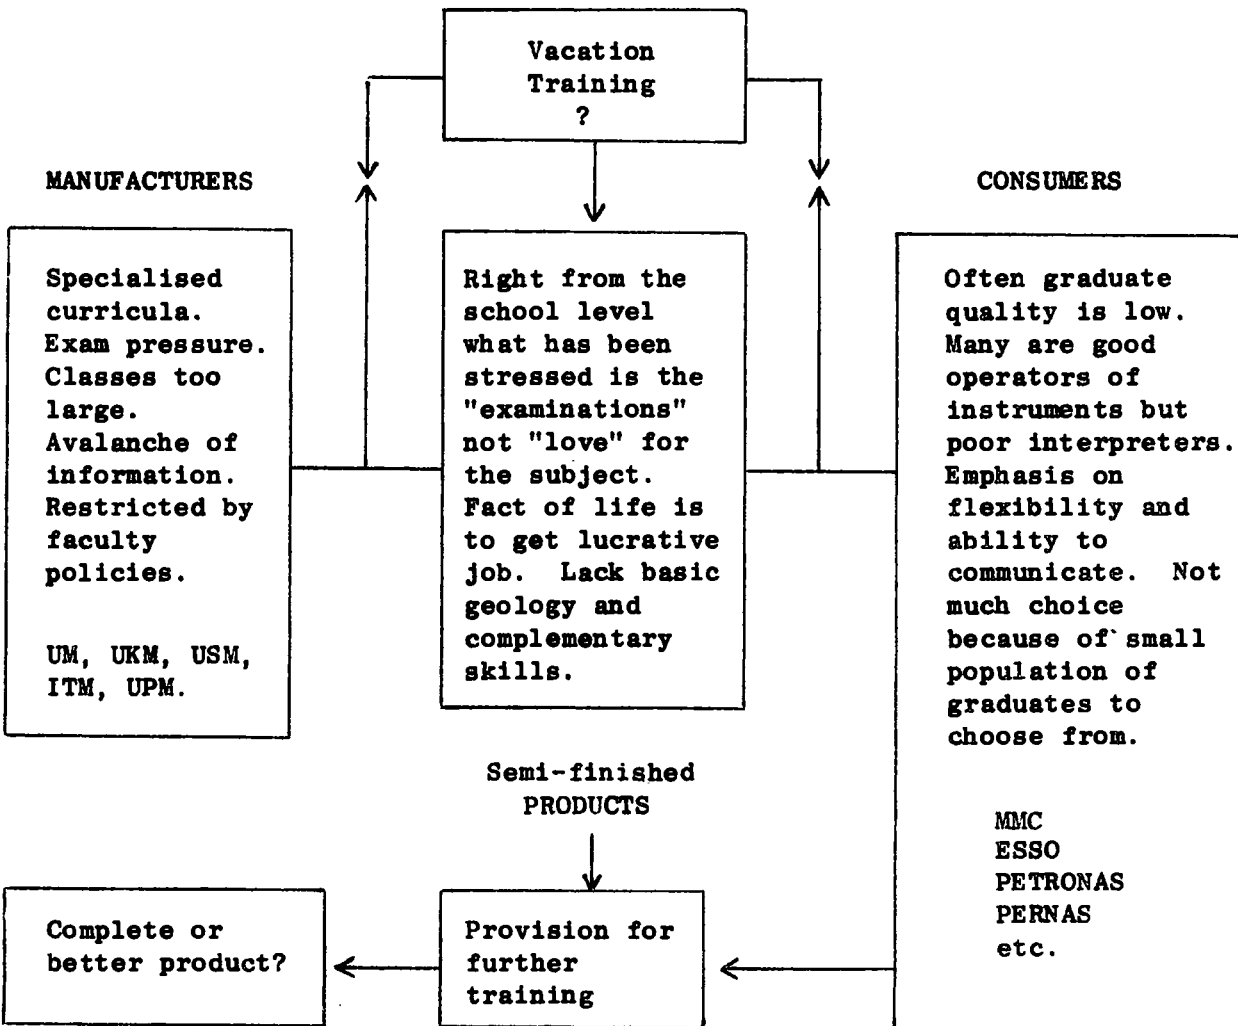 Vacation
Training
?
MANUFACTURERS
CONSUMERS
Specialised
curricula.
Exam pressure.
Classes too
large.
Avalanche of
information.
Restricted by
faculty
policies.
UM, UKM, USM,
ITM, UPM.
Right from the
school level
what has been
stressed is the
"examinations"
not "love" for
the subject.
Fact of life is
to get lucrative
job. Lack basic
geology and
complementary
skills.
Often graduate
quality is low.
Many are good
operators of
instruments but
poor interpreters.
Emphasis on
flexibility and
ability to
communicate. Not
much choice
because of small
population of
graduates to
choose from.
MMC
ESSO
PETRONAS
PERNAS
etc.
Semi-finished
PRODUCTS
Complete or
better product?
Provision for
further
training